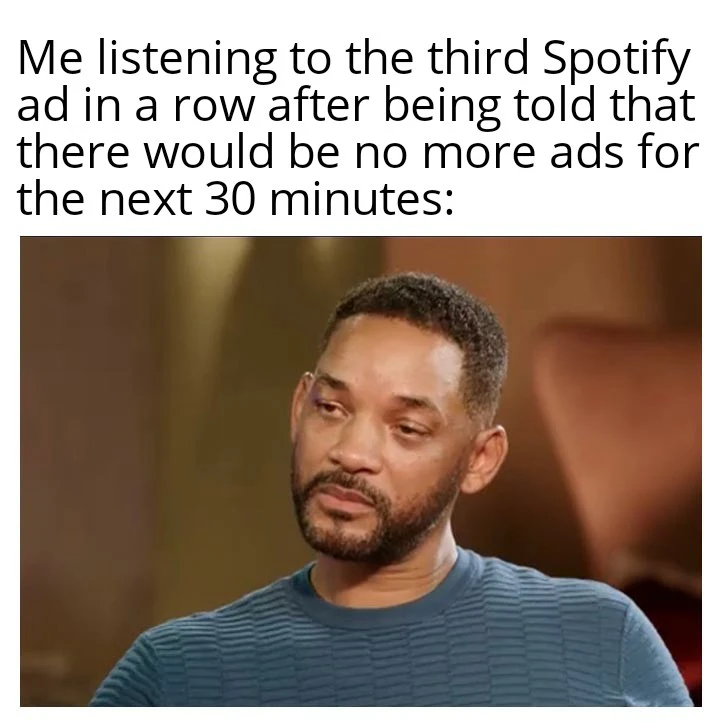 Me listening to the third Spotify
ad in a row after being told that
there would be no more ads for
the next 30 minutes: